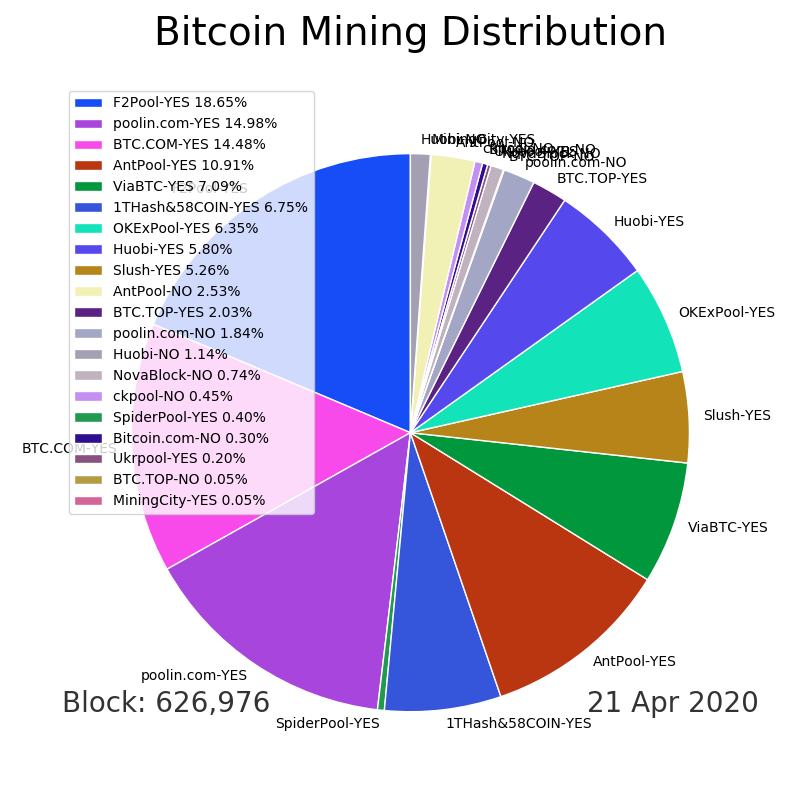 Bitcoin Mining Distribution
F2Pool-YES 18.65%
poolin.com-YES 14.98%
BTC.COM-YES 14.48%
AntPool-YES 10.91%
ViaBTC-YES 7.09%
1THash&58COIN-YES 6.75%
OKExPool-YES 6.35%
Huobi-YES 5.80%
Slush-YES 5.26%
AntPool-NO 2.53%
BTC.TOP-YES 2.03%
poolin.com-NO 1.84%
Huobi-NO 1.14%
NovaBlock-NO 0.74%
ckpool-NO 0.45%
SpiderPool-YES 0.40%
Bitcoin.com-NO 0.30%
Ukrpool-YES 0.20%
BTC.TOP-NO 0.05%
MiningCity-YES 0.05%
Huobi-NO
MiningCity-YES
poolin.com-NO
BTC.TOP-YES
Huobi-YES
OKExPool-YES
Slush-YES
ViaBTC-YES
AntPool-YES
1THash&58COIN-YES
SpiderPool-YES
poolin.com-YES
BTC.COM-YES
Block: 626,976
21 Apr 2020